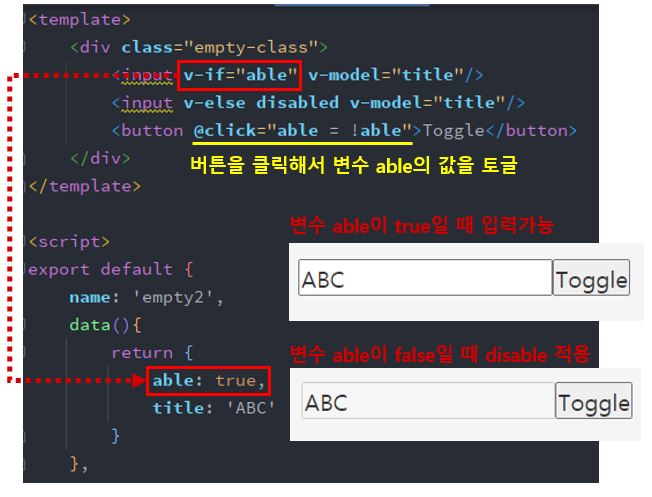 <template>
<div class="empty-class">
<input v-if="able" v-model="title"/>
<input v-else disabled v-model="title"/>
<button @click="able = !able">Toggle</button>
</div>
버튼을 클릭해서 변수 able의 값을 토글
</template>
<script>
변수 able이 true일 때 입력가능
export default {
ABC Toggle
name: 'empty2',
data(){
return {
변수 able이 false일 때 disable 적용
able: true,
title: 'ABC'
ABC Toggle
}
},